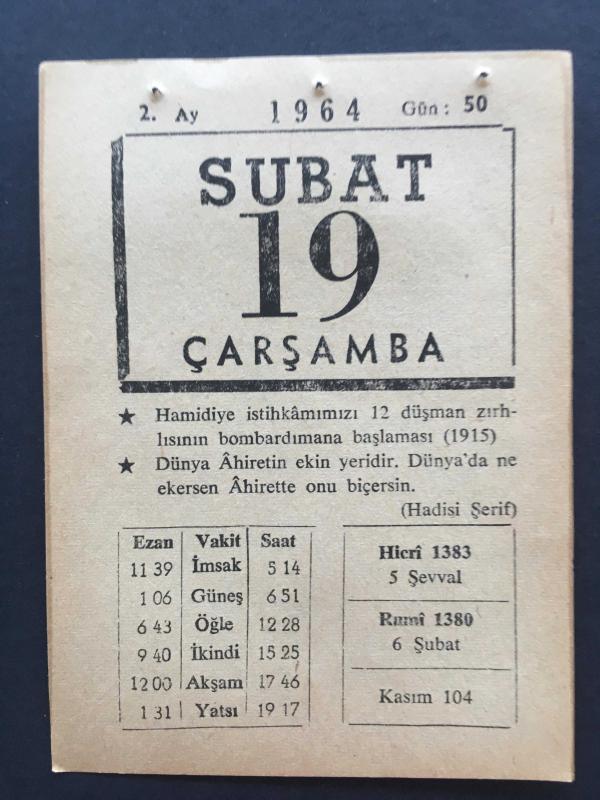 2. Ay 1964 Gün: 50
ŞUBAT
19
ÇARŞAMBA
★ Hamidiye istihkâmımızı 12 düşman zırh-
lısının bombardımana başlaması (1915)
★ Dünya Âhiretin ekin yeridir. Dünya'da ne
ekersen Âhirette onu biçersin.
(Hadisi Şerif)
Ezan Vakit Saat
11 39 İmsak 5 14
1 06 Güneş 6 51
6 43 Öğle 12 28
9 40 İkindi 15 25
12 00 Akşam 17 46
1 31 Yatsı 19 17
Hicrî 1383
5 Şevval
Rumî 1380
6 Şubat
Kasım 104